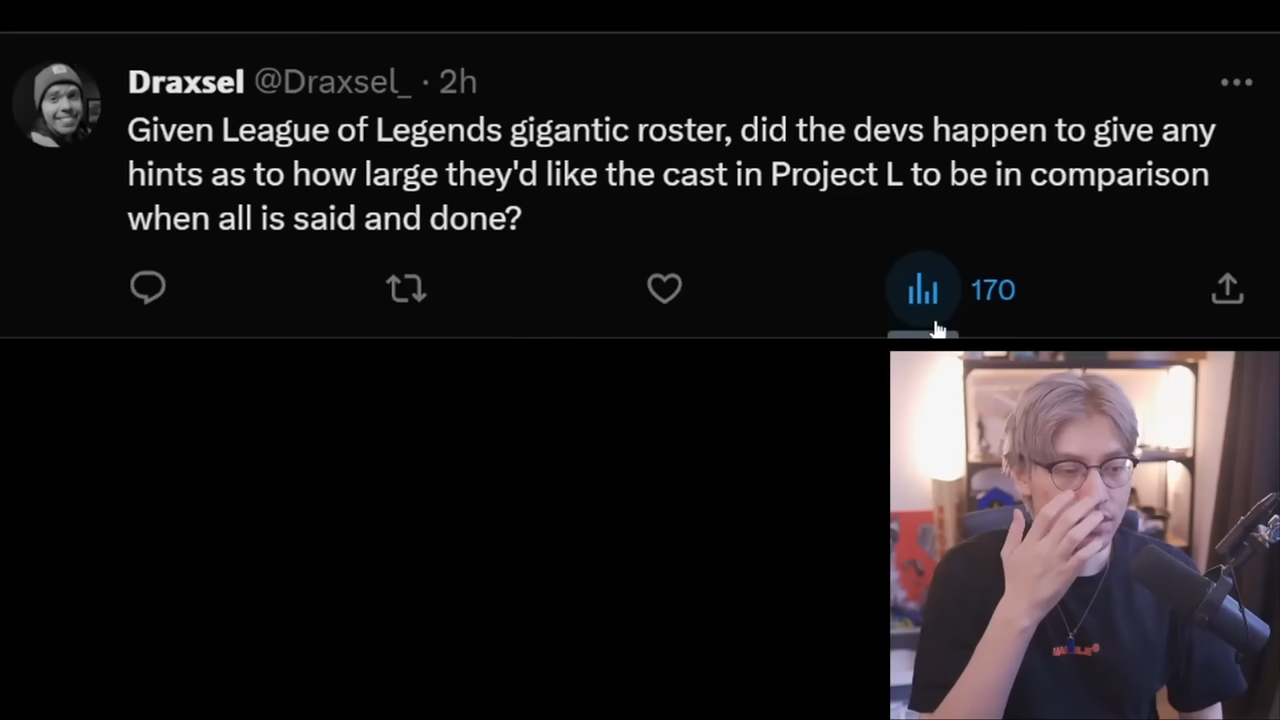 Draxsel @Draxsel_ · 2h
Given League of Legends gigantic roster, did the devs happen to give any
hints as to how large they'd like the cast in Project L to be in comparison
when all is said and done?
170